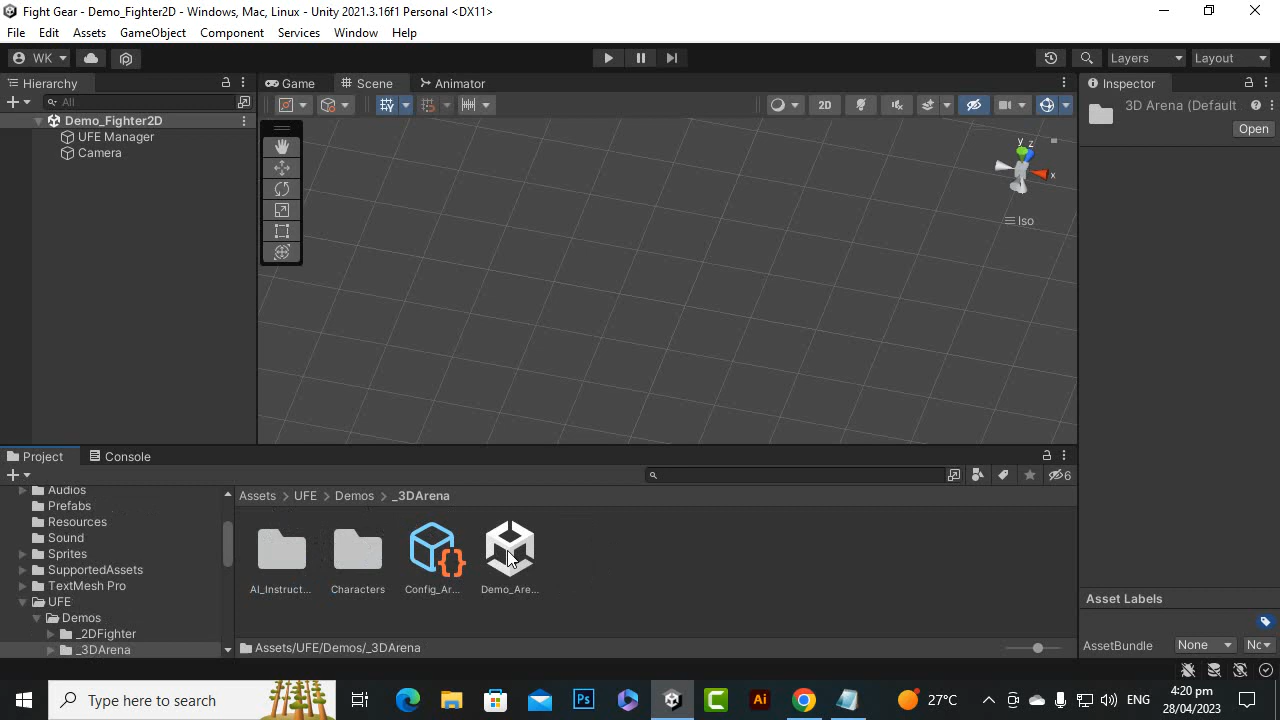 Fight Gear - Demo_Fighter2D - Windows, Mac, Linux - Unity 2021.3.16f1 Personal <DX11>
File Edit Assets GameObject Component Services Window Help
WK Layers Layout
Hierarchy Game Scene Animator Inspector
All 2D 3D Arena (Default
Open
Demo_Fighter2D
UFE Manager
Camera
y z
x
Iso
Project Console
6
Audios
Prefabs
Resources
Sound
Sprites
SupportedAssets
TextMesh Pro
UFE
Demos
_2DFighter
_3DArena
Assets > UFE > Demos > _3DArena
AI_Instruct... Characters Config_Ar... Demo_Are...
Assets/UFE/Demos/_3DArena
Asset Labels
AssetBundle None Nc
Type here to search
Ps Ai
27°C ENG
4:20 pm
28/04/2023